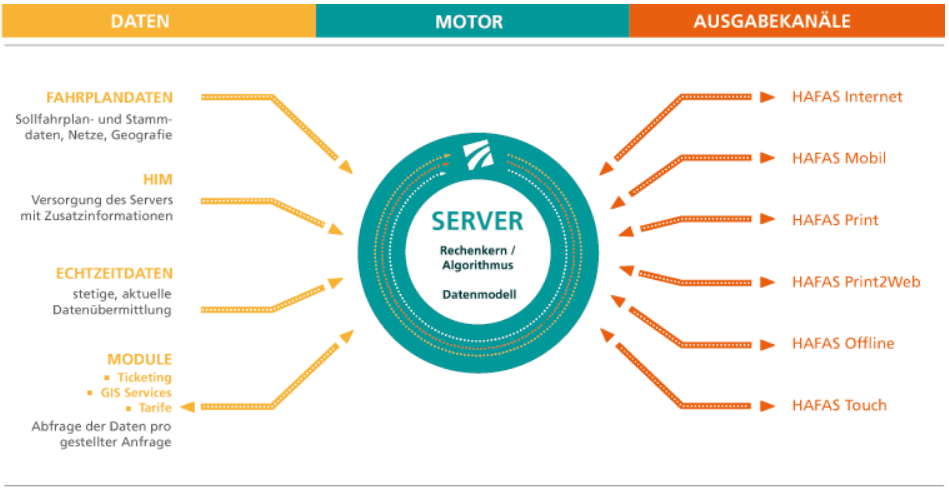 DATEN
MOTOR
AUSGABEKANÄLE
FAHRPLANDATEN
Sollfahrplan- und Stamm-
daten, Netze, Geografie
HIM
Versorgung des Servers
mit Zusatzinformationen
ECHTZEITDATEN
stetige, aktuelle
Datenübermittlung
MODULE
▪ Ticketing
▪ GIS Services
▪ Tarife
Abfrage der Daten pro
gestellter Anfrage
SERVER
Rechenkern /
Algorithmus
Datenmodell
HAFAS Internet
HAFAS Mobil
HAFAS Print
HAFAS Print2Web
HAFAS Offline
HAFAS Touch